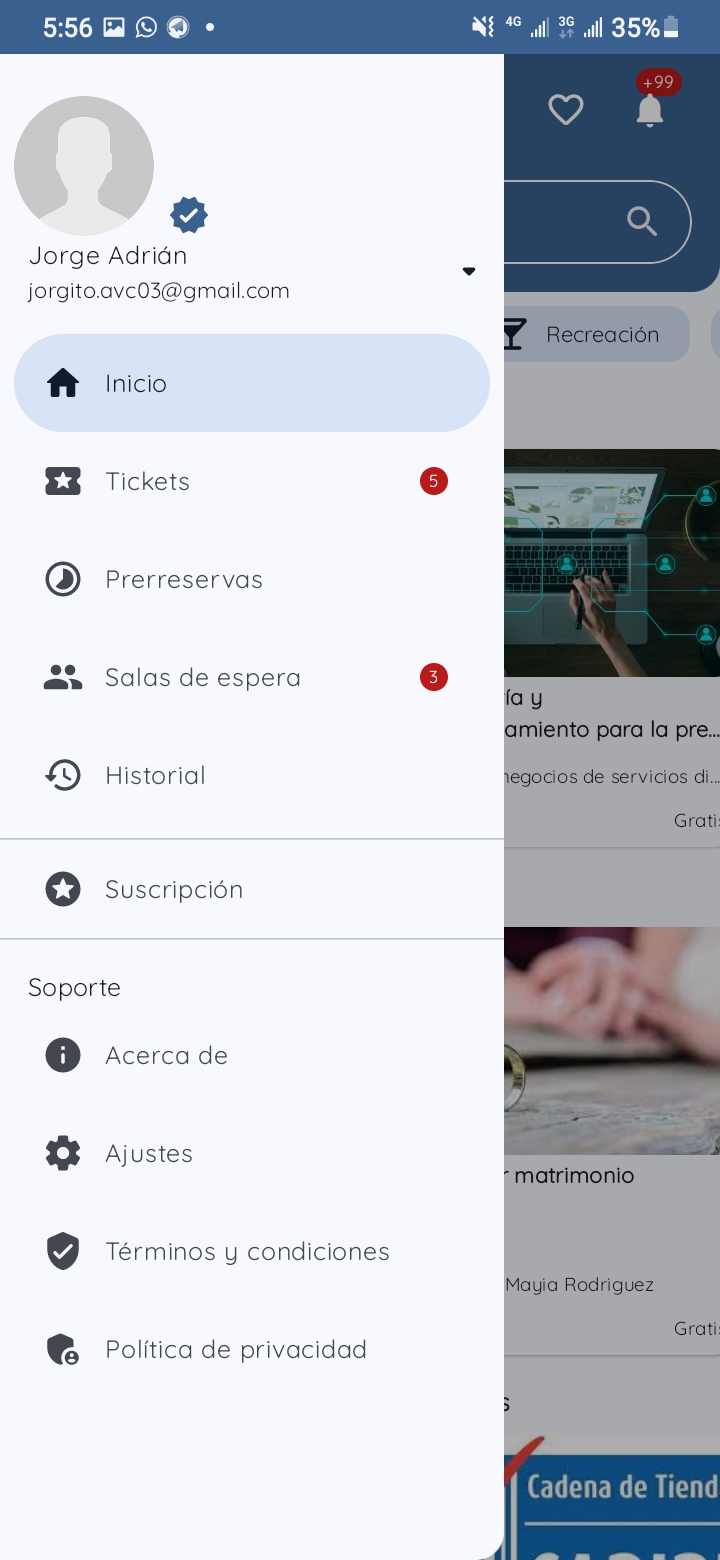 5:56
4G
3G
35%
+99
Jorge Adrián
jorgito.avc03@gmail.com
Recreación
Inicio
Tickets
5
Prerreservas
Salas de espera
3
Historial
Suscripción
Soporte
Acerca de
Ajustes
Términos y condiciones
Política de privacidad
ía y
amiento para la pre...
negocios de servicios di...
Gratis
r matrimonio
Mayia Rodriguez
Gratis
s
Cadena de Tiend